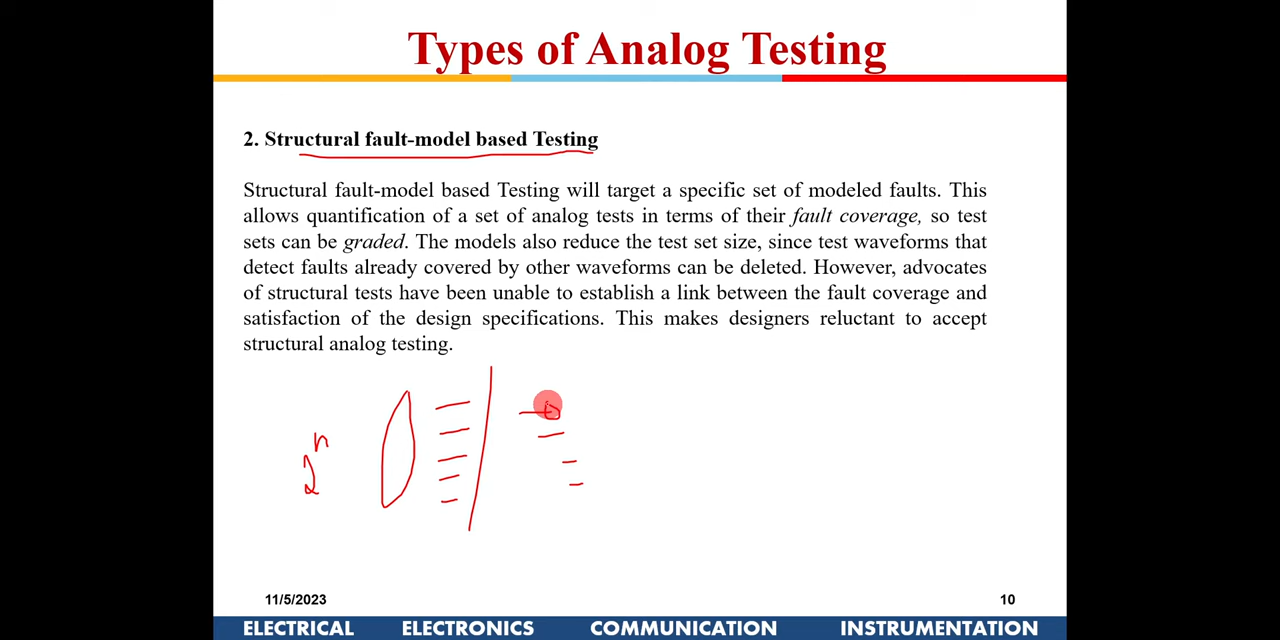 Types of Analog Testing
2. Structural fault-model based Testing
Structural fault-model based Testing will target a specific set of modeled faults. This
allows quantification of a set of analog tests in terms of their fault coverage, so test
sets can be graded. The models also reduce the test set size, since test waveforms that
detect faults already covered by other waveforms can be deleted. However, advocates
of structural tests have been unable to establish a link between the fault coverage and
satisfaction of the design specifications. This makes designers reluctant to accept
structural analog testing.
2^n
11/5/2023 10
ELECTRICAL ELECTRONICS COMMUNICATION INSTRUMENTATION